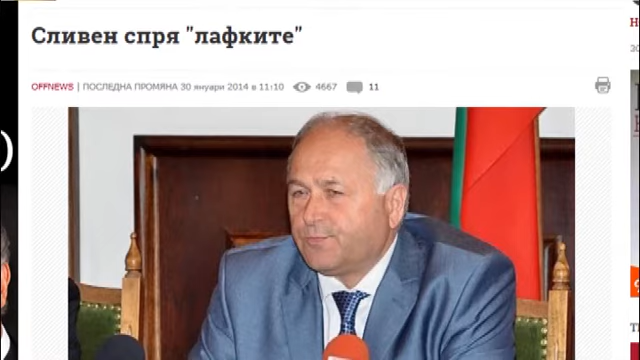 Сливен спря "лафките"
OFFNEWS | ПОСЛЕДНА ПРОМЯНА 30 януари 2014 в 11:10 4667 11